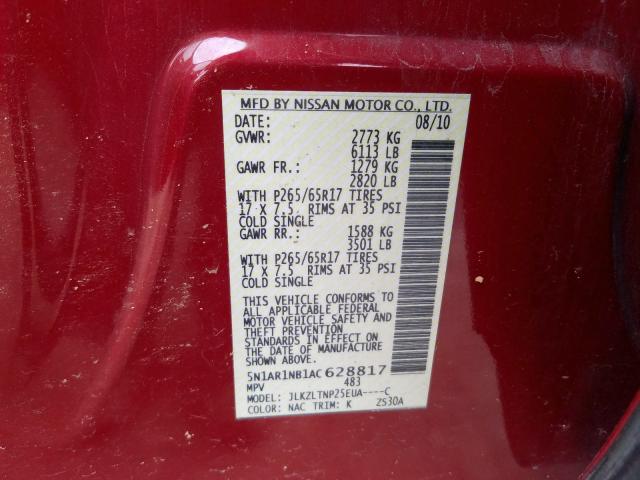 MFD BY NISSAN MOTOR CO., LTD.
DATE: 08/10
GVWR: 2773 KG
6113 LB
GAWR FR.: 1279 KG
2820 LB
WITH P265/65R17 TIRES
17 X 7.5 RIMS AT 35 PSI
COLD SINGLE
GAWR RR.: 1588 KG
3501 LB
WITH P265/65R17 TIRES
17 X 7.5 RIMS AT 35 PSI
COLD SINGLE
THIS VEHICLE CONFORMS TO
ALL APPLICABLE FEDERAL
MOTOR VEHICLE SAFETY AND
THEFT PREVENTION
STANDARDS IN EFFECT ON
THE DATE OF MANUFACTURE
SHOWN ABOVE.
5N1AR1NB1AC628817
MPV 483
MODEL: JLKZLTNP25EUA----C
COLOR: NAC TRIM: K ZS30A